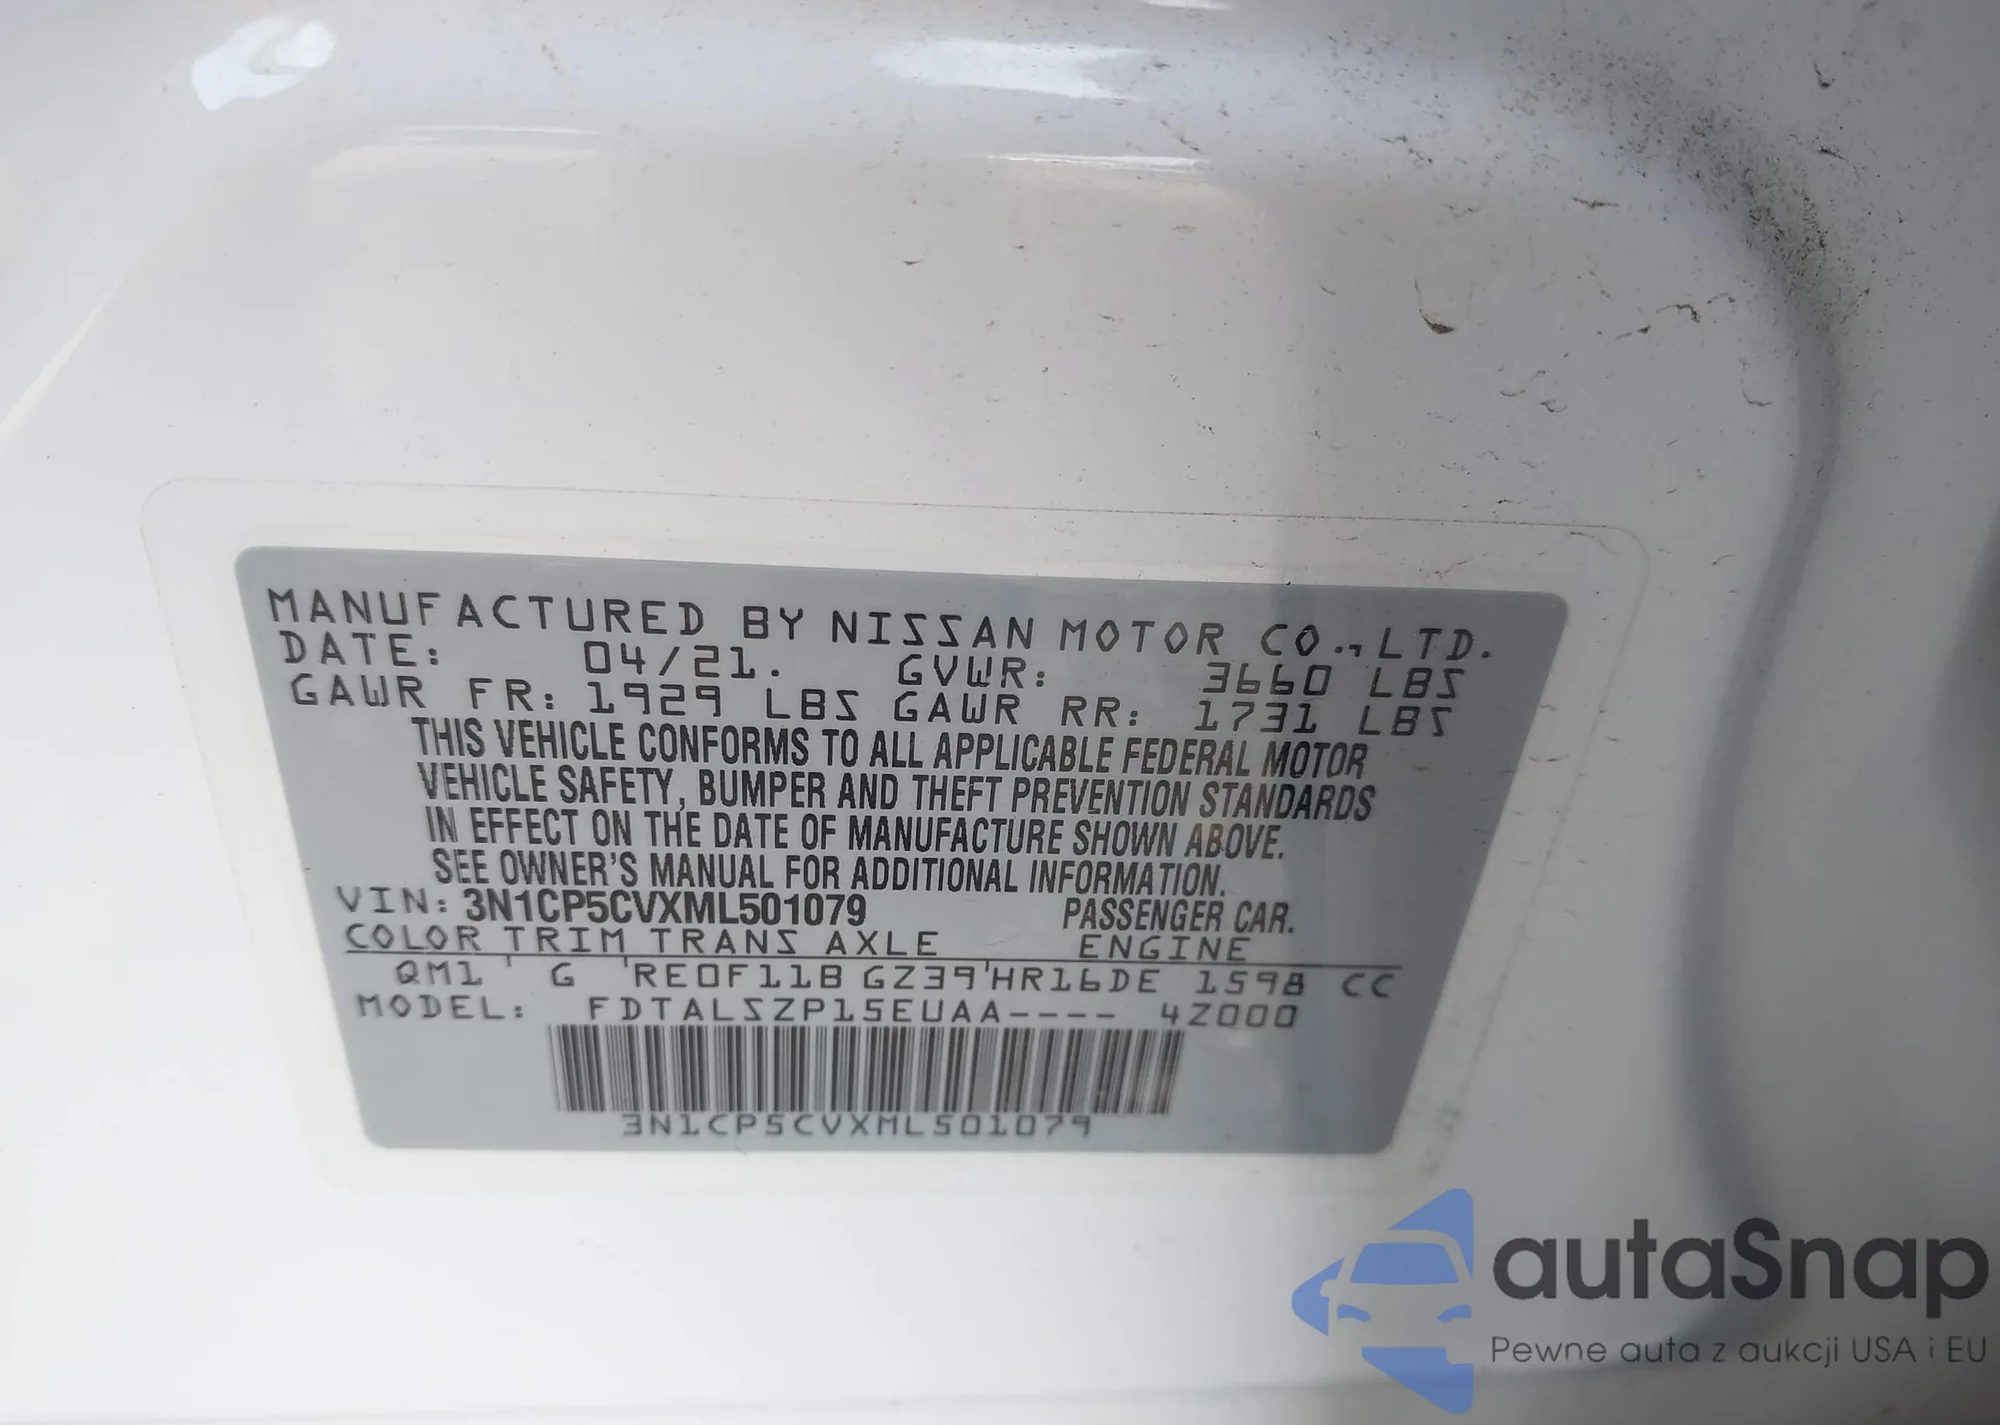 MANUFACTURED BY NISSAN MOTOR CO., LTD.
DATE: 04/21. GVWR: 3660 LBS
GAWR FR: 1929 LBS GAWR RR: 1731 LBS
THIS VEHICLE CONFORMS TO ALL APPLICABLE FEDERAL MOTOR
VEHICLE SAFETY, BUMPER AND THEFT PREVENTION STANDARDS
IN EFFECT ON THE DATE OF MANUFACTURE SHOWN ABOVE.
SEE OWNER'S MANUAL FOR ADDITIONAL INFORMATION.
VIN: 3N1CP5CVXML501079 PASSENGER CAR.
COLOR TRIM TRANS AXLE ENGINE
QM1 ' G 'RE0F11B GZ39'HR16DE 1598 CC
MODEL: FDTALSZP15EUAA---- 4Z000
3N1CP5CVXML501079
autaSnap
Pewne auta z aukcji USA i EU